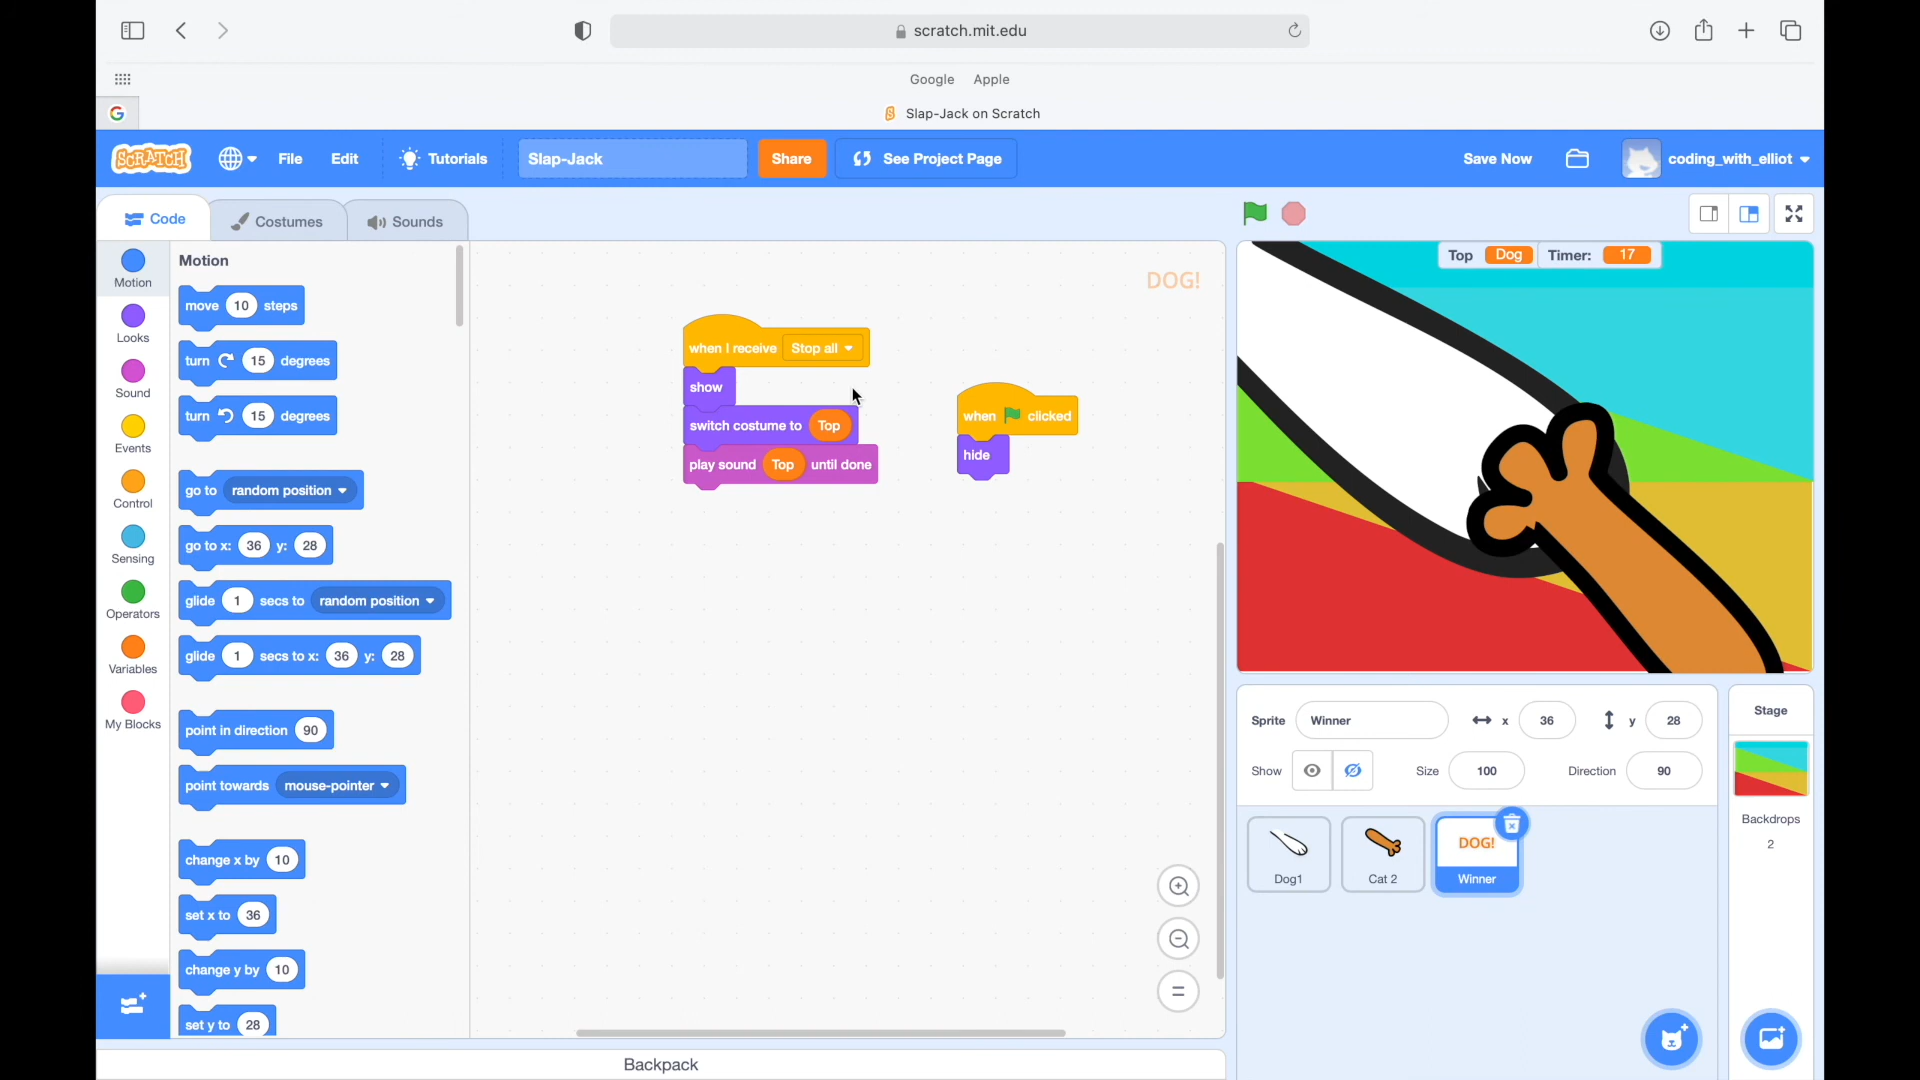 scratch.mit.edu
Google Apple
G
S Slap-Jack on Scratch
SCRATCH File Edit Tutorials Slap-Jack Share See Project Page Save Now coding_with_elliot
Code Costumes Sounds
Motion
Looks
Sound
Events
Control
Sensing
Operators
Variables
My Blocks
Motion
move 10 steps
turn 15 degrees
turn 15 degrees
go to random position
go to x: 36 y: 28
glide 1 secs to random position
glide 1 secs to x: 36 y: 28
point in direction 90
point towards mouse-pointer
change x by 10
set x to 36
change y by 10
set y to 28
DOG!
when I receive Stop all
show
switch costume to Top
play sound Top until done
when clicked
hide
Top Dog Timer: 17
Sprite Winner x 36 y 28
Show Size 100 Direction 90
Dog1
Cat 2
DOG!
Winner
Stage
Backdrops
2
Backpack